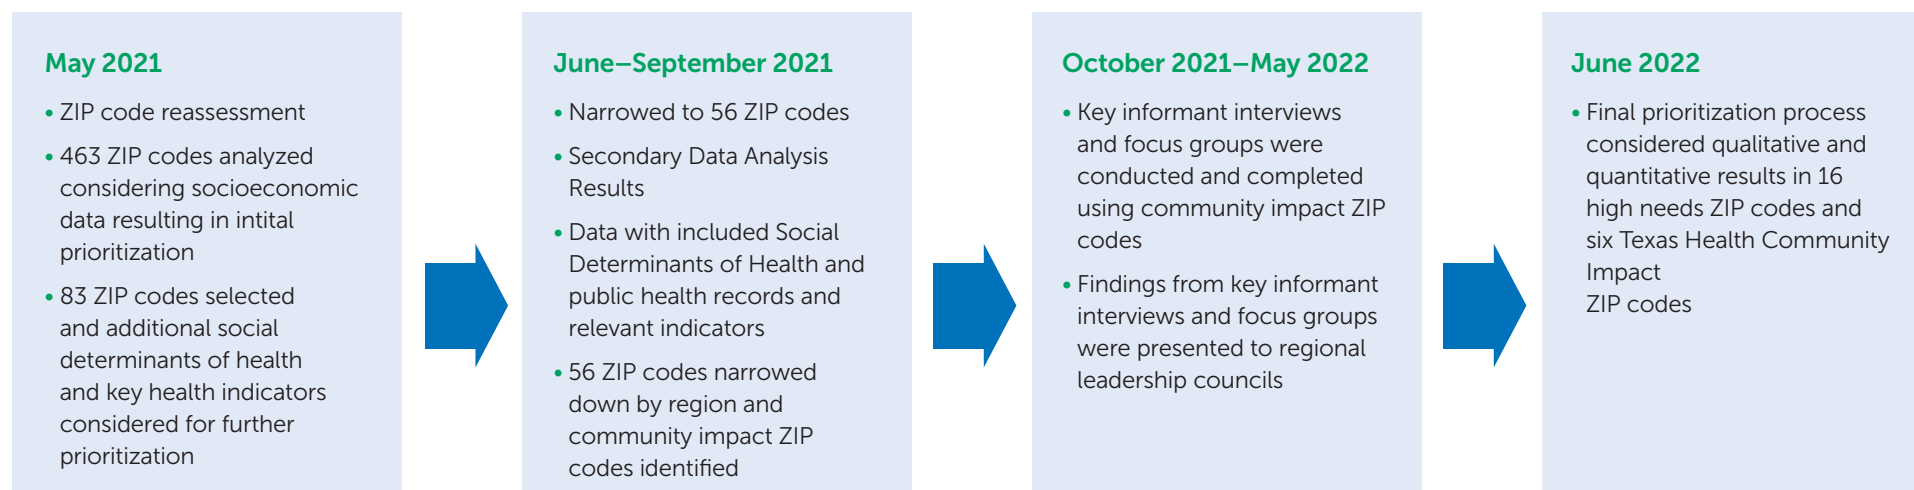 May 2021
• ZIP code reassessment
• 463 ZIP codes analyzed
considering socioeconomic
data resulting in intital
prioritization
• 83 ZIP codes selected
and additional social
determinants of health
and key health indicators
considered for further
prioritization
June–September 2021
• Narrowed to 56 ZIP codes
• Secondary Data Analysis
Results
• Data with included Social
Determinants of Health and
public health records and
relevant indicators
• 56 ZIP codes narrowed
down by region and
community impact ZIP
codes identified
October 2021–May 2022
• Key informant interviews
and focus groups were
conducted and completed
using community impact ZIP
codes
• Findings from key informant
interviews and focus groups
were presented to regional
leadership councils
June 2022
• Final prioritization process
considered qualitative and
quantitative results in 16
high needs ZIP codes and
six Texas Health Community
Impact
ZIP codes